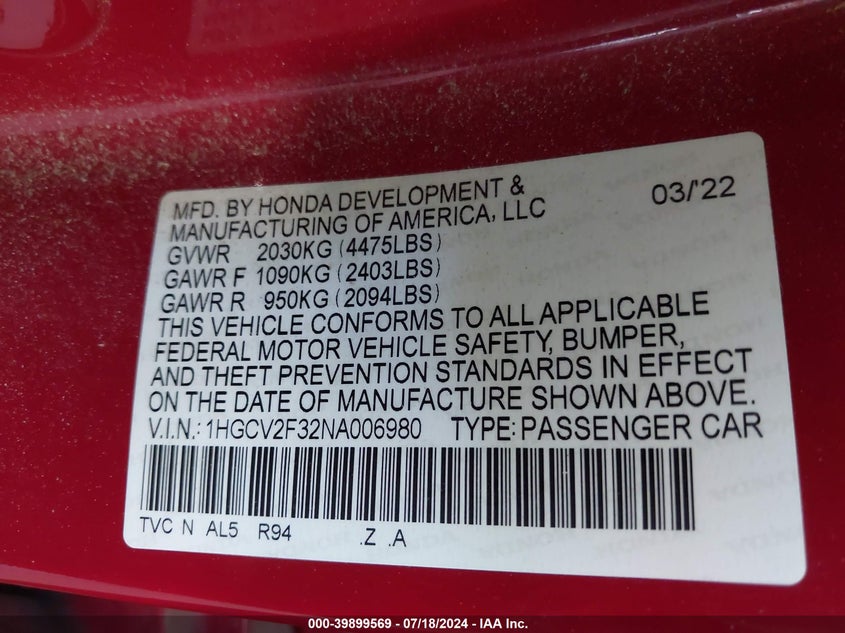 MFD. BY HONDA DEVELOPMENT & 03/'22
MANUFACTURING OF AMERICA, LLC
GVWR 2030KG (4475LBS)
GAWR F 1090KG (2403LBS)
GAWR R 950KG (2094LBS)
THIS VEHICLE CONFORMS TO ALL APPLICABLE
FEDERAL MOTOR VEHICLE SAFETY, BUMPER,
AND THEFT PREVENTION STANDARDS IN EFFECT
ON THE DATE OF MANUFACTURE SHOWN ABOVE.
V.I.N.: 1HGCV2F32NA006980 TYPE: PASSENGER CAR
TVC N AL5 R94 .Z .A
000-39899569 - 07/18/2024 - IAA Inc.